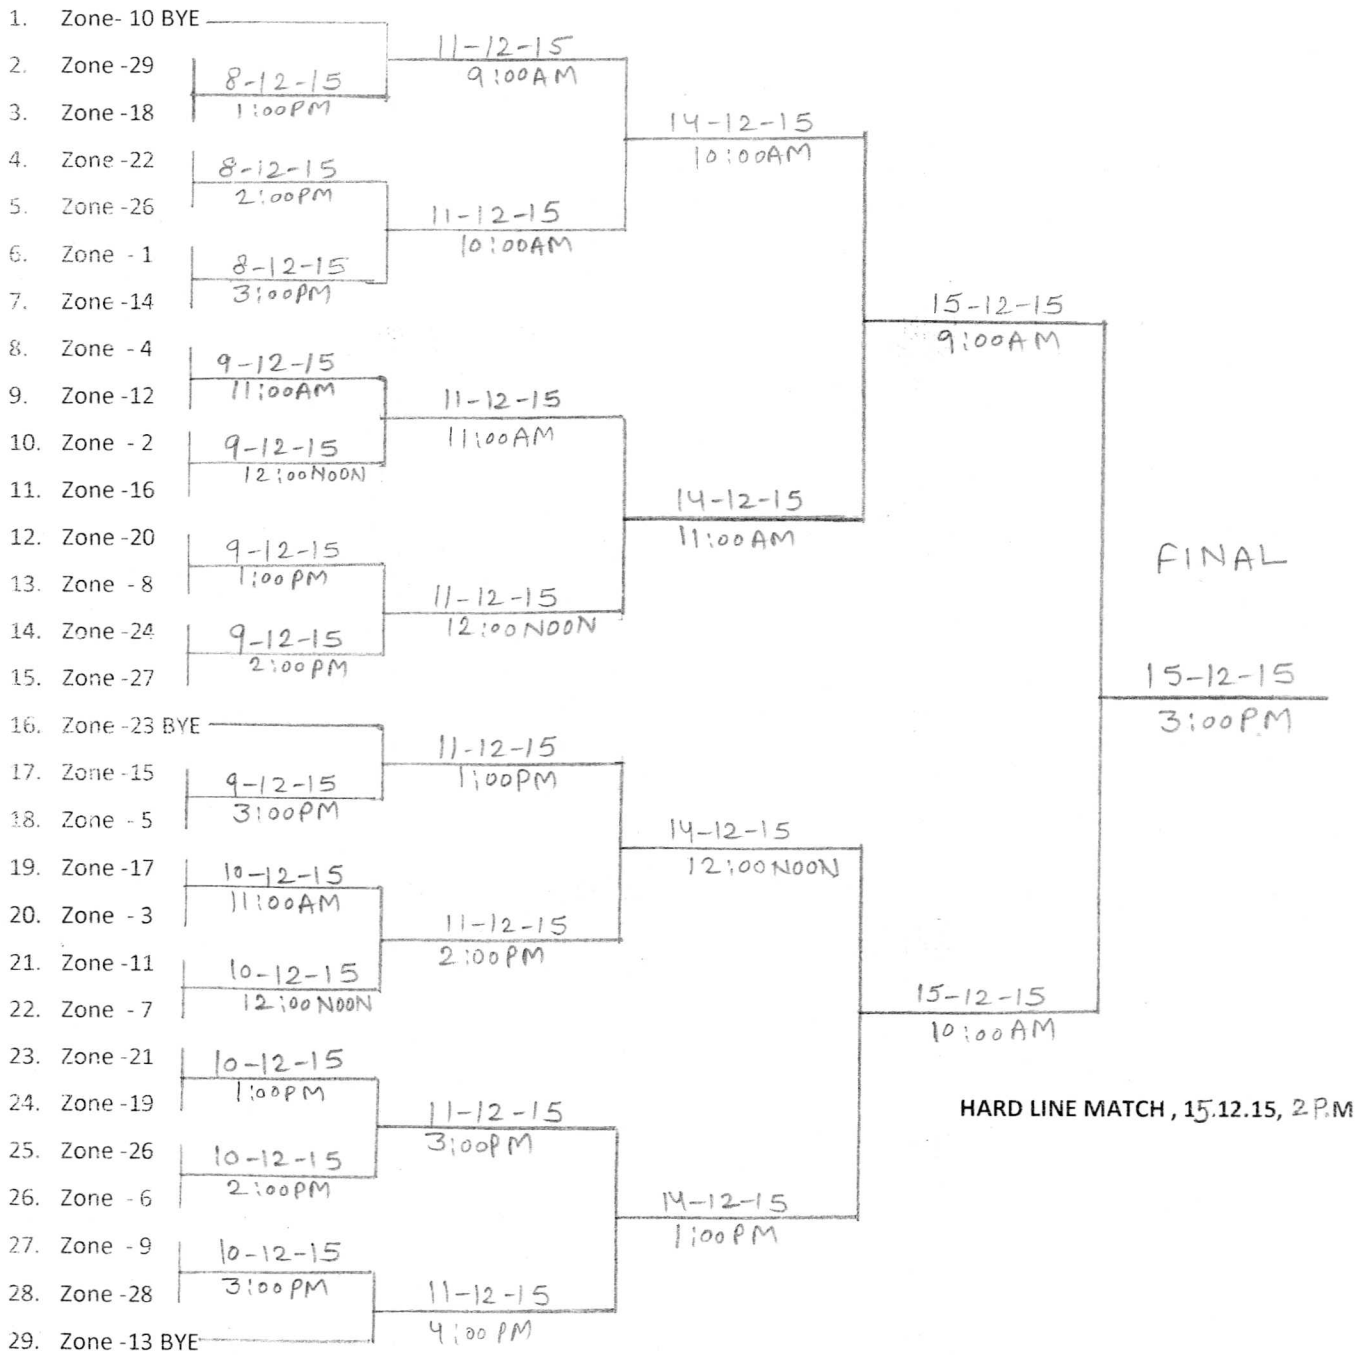 1. Zone- 10 BYE
2. Zone -29
3. Zone -18
4. Zone -22
5. Zone -26
6. Zone - 1
7. Zone -14
8. Zone - 4
9. Zone -12
10. Zone - 2
11. Zone -16
12. Zone -20
13. Zone - 8
14. Zone -24
15. Zone -27
16. Zone -23 BYE
17. Zone -15
18. Zone - 5
19. Zone -17
20. Zone - 3
21. Zone -11
22. Zone - 7
23. Zone -21
24. Zone -19
25. Zone -26
26. Zone - 6
27. Zone - 9
28. Zone -28
29. Zone -13 BYE
8-12-15
1:00PM
8-12-15
2:00PM
8-12-15
3:00PM
9-12-15
11:00AM
9-12-15
12:00NOON
9-12-15
1:00PM
9-12-15
2:00PM
9-12-15
3:00PM
10-12-15
11:00AM
10-12-15
12:00NOON
10-12-15
1:00PM
10-12-15
2:00PM
10-12-15
3:00PM
11-12-15
9:00AM
11-12-15
10:00AM
11-12-15
11:00AM
11-12-15
12:00NOON
11-12-15
1:00PM
11-12-15
2:00PM
11-12-15
3:00PM
11-12-15
4:00PM
14-12-15
10:00AM
14-12-15
11:00AM
14-12-15
12:00NOON
14-12-15
1:00PM
15-12-15
9:00AM
15-12-15
10:00AM
FINAL
15-12-15
3:00PM
HARD LINE MATCH , 15.12.15, 2 P.M